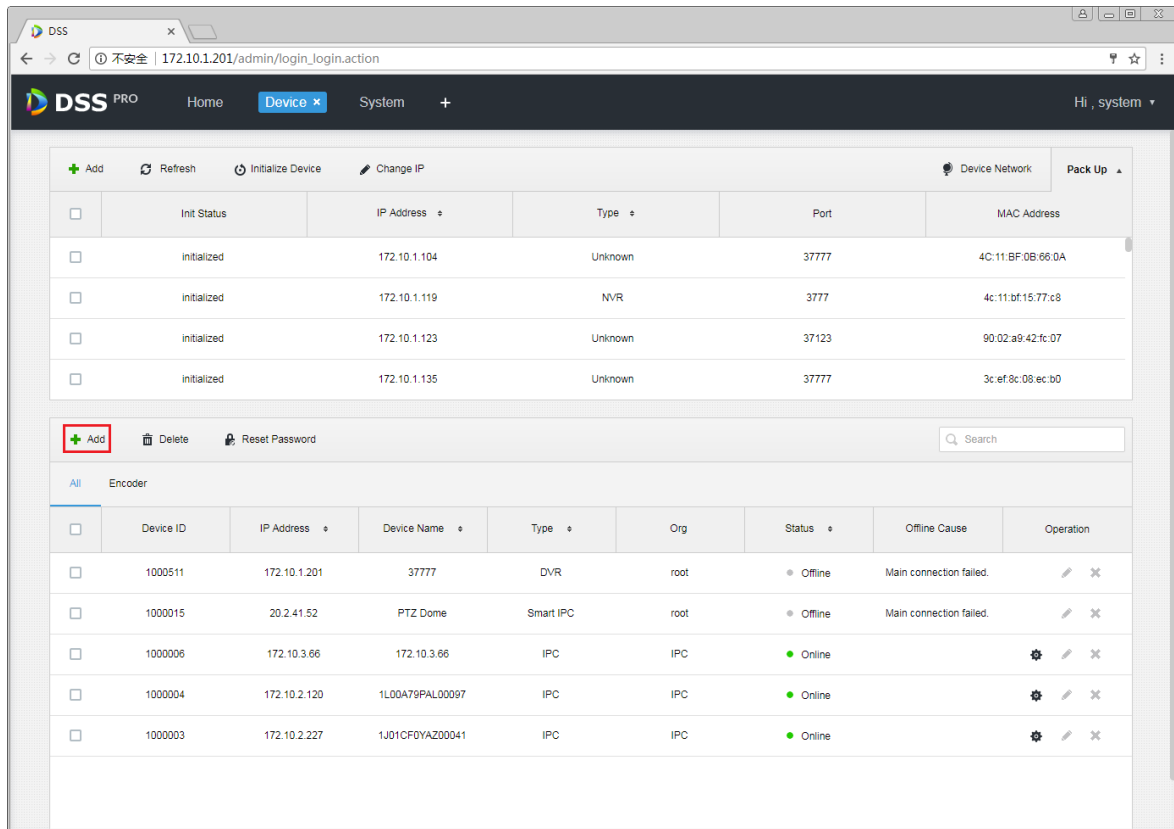 DSS
不安全 172.10.1.201/admin/login_login.action
DSS PRO Home Device × System + Hi , system
Add Refresh Initialize Device Change IP Device Network Pack Up
Init Status IP Address Type Port MAC Address
initialized 172.10.1.104 Unknown 37777 4C:11:BF:0B:66:0A
initialized 172.10.1.119 NVR 3777 4c:11:bf:15:77:c8
initialized 172.10.1.123 Unknown 37123 90:02:a9:42:fc:07
initialized 172.10.1.135 Unknown 37777 3c:ef:8c:08:ec:b0
Add Delete Reset Password Search
All Encoder
Device ID IP Address Device Name Type Org Status Offline Cause Operation
1000511 172.10.1.201 37777 DVR root Offline Main connection failed.
1000015 20.2.41.52 PTZ Dome Smart IPC root Offline Main connection failed.
1000006 172.10.3.66 172.10.3.66 IPC IPC Online
1000004 172.10.2.120 1L00A79PAL00097 IPC IPC Online
1000003 172.10.2.227 1J01CF0YAZ00041 IPC IPC Online